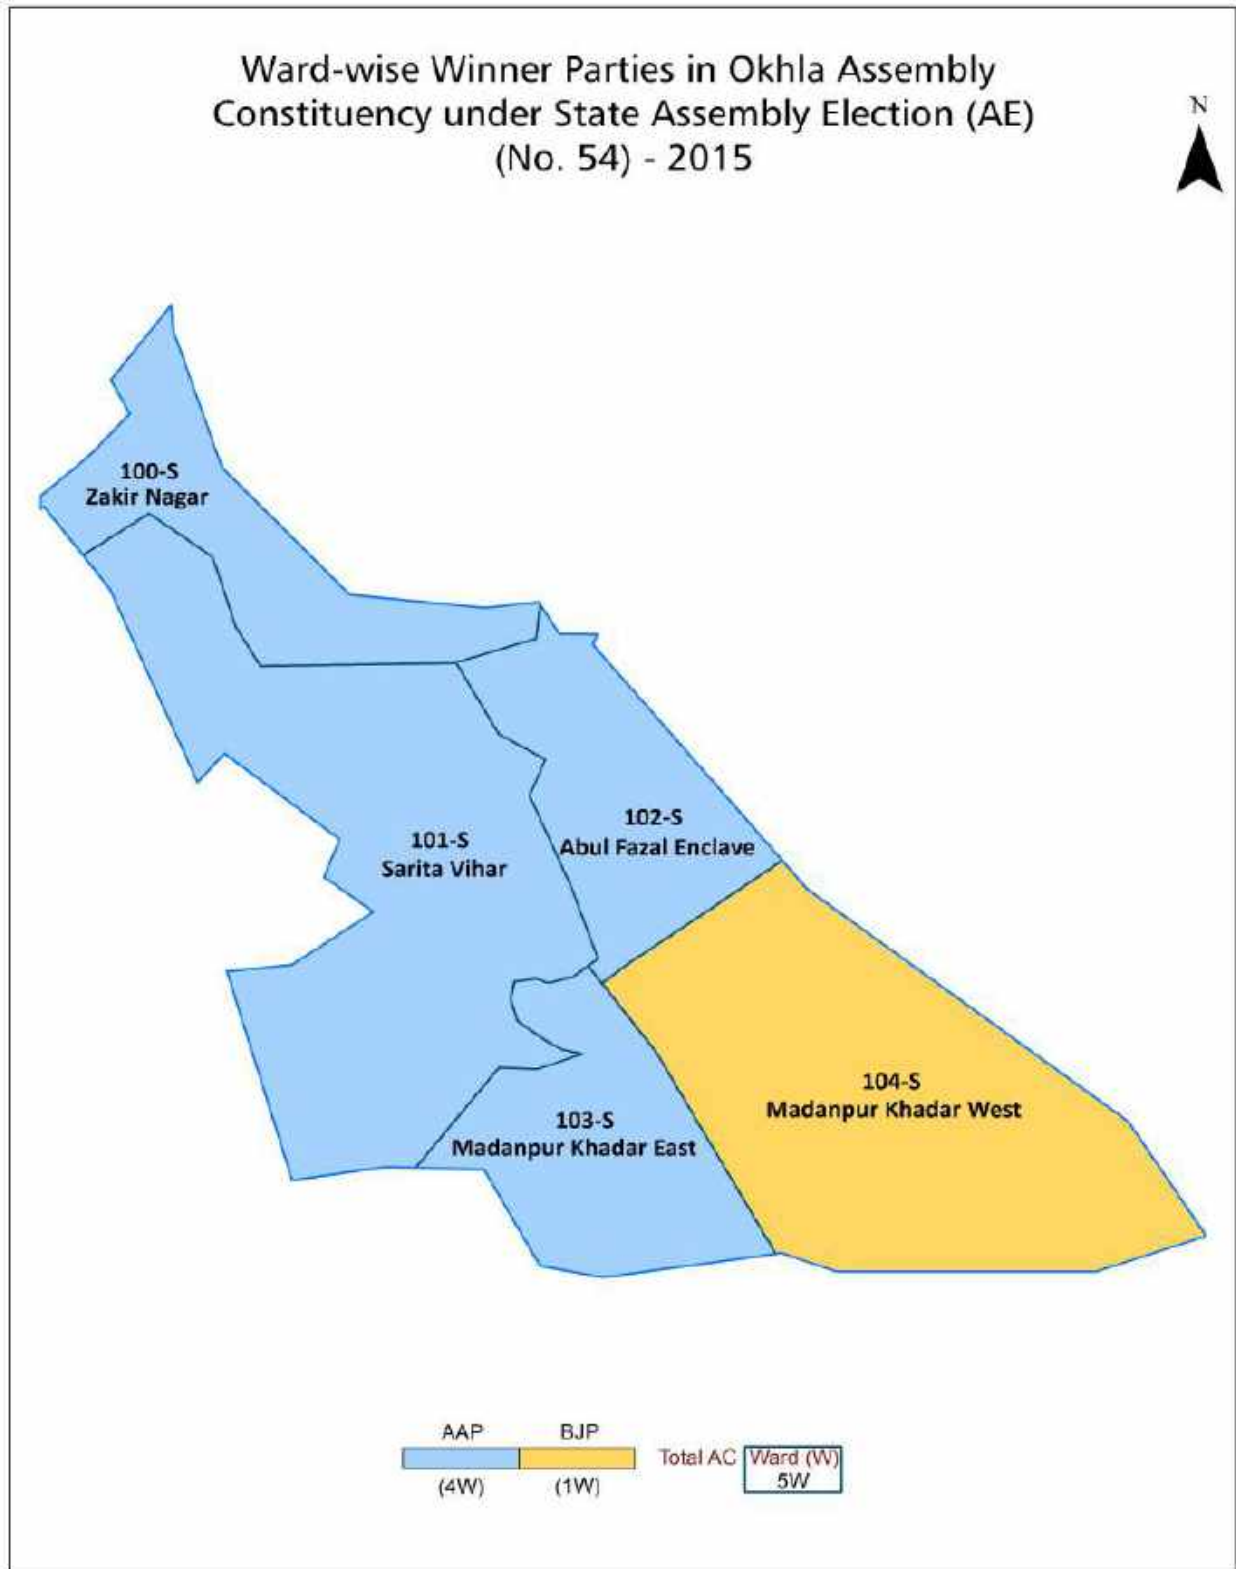 Ward-wise Winner Parties in Okhla Assembly
Constituency under State Assembly Election (AE)
(No. 54) - 2015
N
100-S
Zakir Nagar
102-S
Abul Fazal Enclave
101-S
Sarita Vihar
104-S
Madanpur Khadar West
103-S
Madanpur Khadar East
AAP BJP
Total AC Ward (W)
(4W) (1W) 5W